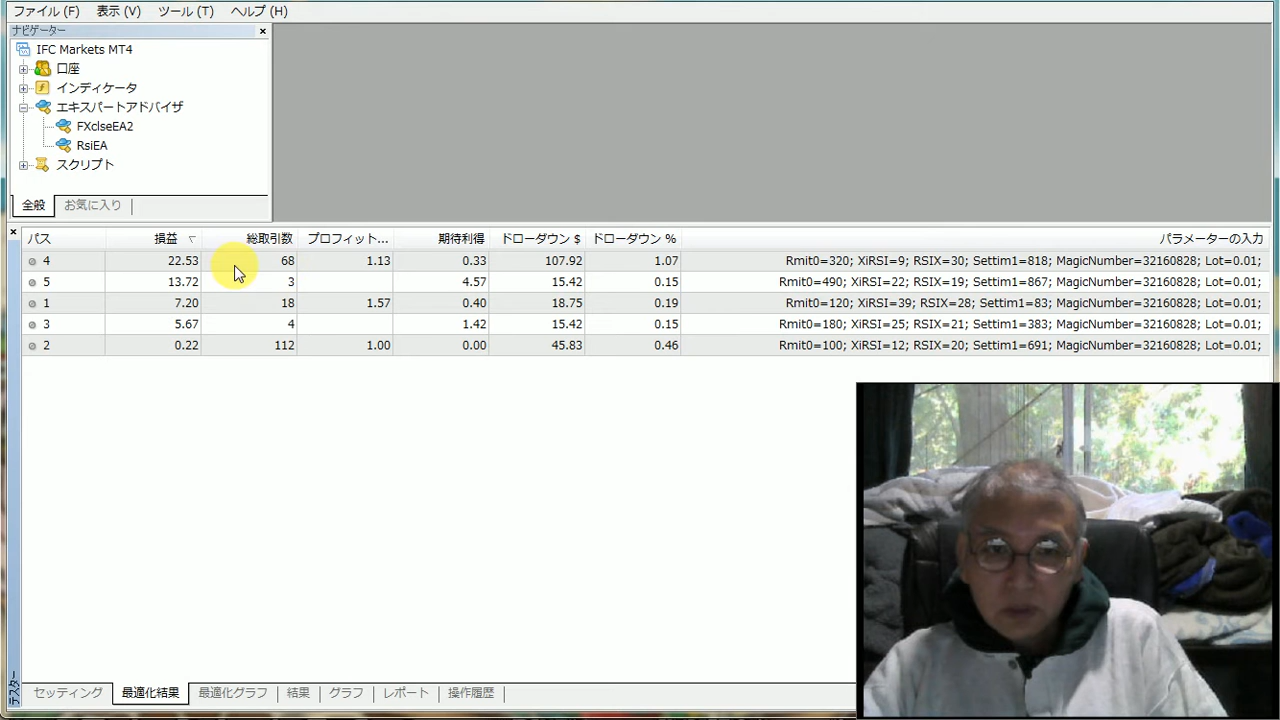 ファイル (F) 表示 (V) ツール (T) ヘルプ (H)
ナビゲーター
IFC Markets MT4
口座
インディケータ
エキスパートアドバイザ
FXclseEA2
RsiEA
スクリプト
全般 お気に入り
パス 損益 総取引数 プロフィット... 期待利得 ドローダウン $ ドローダウン % パラメーターの入力
4 22.53 68 1.13 0.33 107.92 1.07 Rmit0=320; XiRSI=9; RSIX=30; Settim1=818; MagicNumber=32160828; Lot=0.01;
5 13.72 3 4.57 15.42 0.15 Rmit0=490; XiRSI=22; RSIX=19; Settim1=867; MagicNumber=32160828; Lot=0.01;
1 7.20 18 1.57 0.40 18.75 0.19 Rmit0=120; XiRSI=39; RSIX=28; Settim1=83; MagicNumber=32160828; Lot=0.01;
3 5.67 4 1.42 15.42 0.15 Rmit0=180; XiRSI=25; RSIX=21; Settim1=383; MagicNumber=32160828; Lot=0.01;
2 0.22 112 1.00 0.00 45.83 0.46 Rmit0=100; XiRSI=12; RSIX=20; Settim1=691; MagicNumber=32160828; Lot=0.01;
テスター
セッティング 最適化結果 最適化グラフ 結果 グラフ レポート 操作履歴